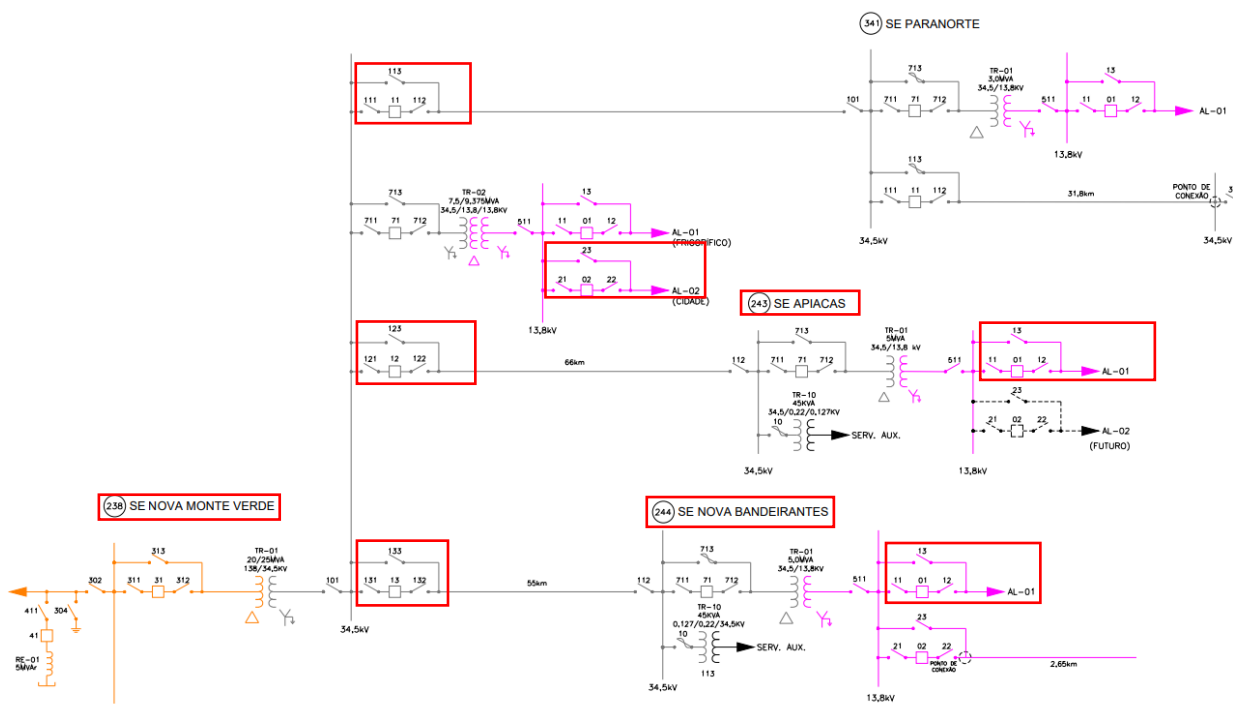 341 SE PARANORTE
113
111 11 112
101
713
711 71 712
TR-01
3,0MVA
34,5/13,8KV
511
13
11 01 12
AL-01
13,8kV
113
111 11 112
31,8km
PONTO DE
CONEXÃO
3
34,5kV
34,5kV
713
711 71 712
TR-02
7,5/9,375MVA
34,5/13,8/13,8KV
511
13
11 01 12
AL-01
(FRIGORÍFICO)
23
21 02 22
AL-02
(CIDADE)
13,8kV
243 SE APIACAS
123
121 12 122
66km
112
713
711 71 712
TR-01
5MVA
34,5/13,8 kV
511
13
11 01 12
AL-01
TR-10
45KVA
34,5/0,22/0,127KV
10
SERV. AUX.
23
21 02 22
AL-02
(FUTURO)
34,5kV
13,8kV
238 SE NOVA MONTE VERDE
244 SE NOVA BANDEIRANTES
302
313
311 31 312
TR-01
20/25MVA
138/34,5KV
101
133
131 13 132
55km
112
713
711 71 712
TR-01
5,0MVA
34,5/13,8KV
511
13
11 01 12
AL-01
411
304
41
RE-01
5MVAr
34,5kV
TR-10
45KVA
0,127/0,22/34,5KV
10
SERV. AUX.
113
23
21 02 22
PONTO DE
CONEXÃO
2,65km
34,5kV
13,8kV